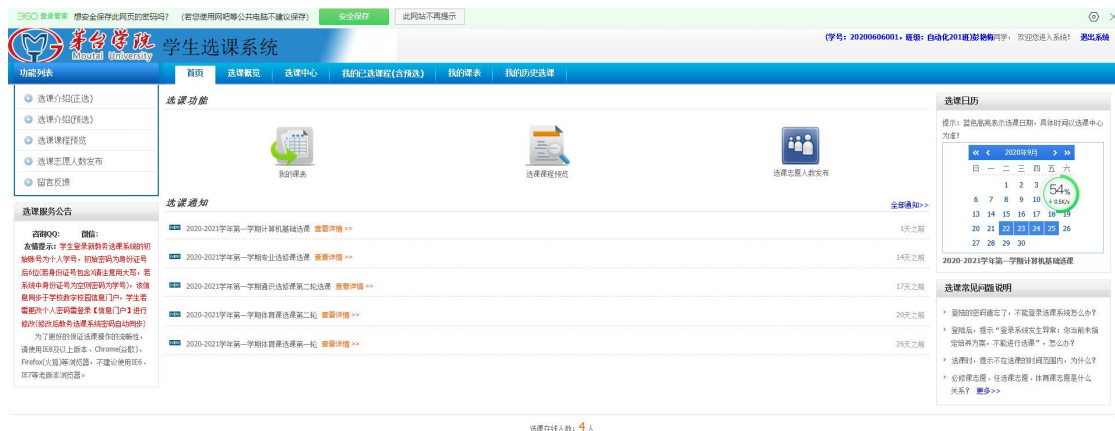 360 登录管家 想安全保存此网页的密码吗? (若您使用网吧等公共电脑不建议保存) 安全保存 此网站不再提示
茅台学院 Moutai University 学生选课系统
(学号: 20200606001, 班级: 自动化201班)彭艳梅同学, 欢迎您进入系统! 退出系统
功能列表
首页 选课概览 选课中心 我的已选课程(含预选) 我的课表 我的历史选课
选课介绍(正选)
选课介绍(预选)
选课课程预览
选课志愿人数发布
留言反馈
选课服务公告
咨询QQ: 微信:
友情提示: 学生登录新教务选课系统的初
始账号为个人学号, 初始密码为身份证号
后6位(若身份证号包含X请注意用大写, 若
系统中身份证号为空则密码为学号), 该信
息同步于学校数字校园信息门户, 学生若
需更改个人密需登录【信息门户】进行
修改(修改后教务选课系统密码自动同步)
为了更好的保证选课操作的流畅性,
请使用IE8及以上版本、Chrome(谷歌)、
Firefox(火狐)等浏览器, 不建议使用IE6、
IE7等老版本浏览器。
选课功能
我的课表
选课课程预览
选课志愿人数发布
选课通知
全部通知>>
2020-2021学年第一学期计算机基础选课 查看详情 >> 1天之前
2020-2021学年第一学期专业选修课选课 查看详情 >> 14天之前
2020-2021学年第一学期通识选修课第二轮选课 查看详情 >> 17天之前
2020-2021学年第一学期体育课选课第二轮 查看详情 >> 20天之前
2020-2021学年第一学期体育课选课第一轮 查看详情 >> 26天之前
选课日历
提示: 蓝色高亮表示选课日期, 具体时间以选课中心
为准!
2020年9月
日 一 二 三 四 五 六
1 2 3
6 7 8 9 10
13 14 15 16 17 18 19
20 21 22 23 24 25 26
27 28 29 30
54%
0.5K/s
2020-2021学年第一学期计算机基础选课
选课常见问题说明
登陆的密码遗忘了, 不能登录选课系统怎么办?
登陆后, 提示“登录系统发生异常: 你当前未指
定培养方案, 不能进行选课”, 怎么办?
选课时, 提示不在选课的时间范围内, 为什么?
必修课志愿、任选课志愿、体育课志愿是什么
关系? 更多>>
选课在线人数: 4 人